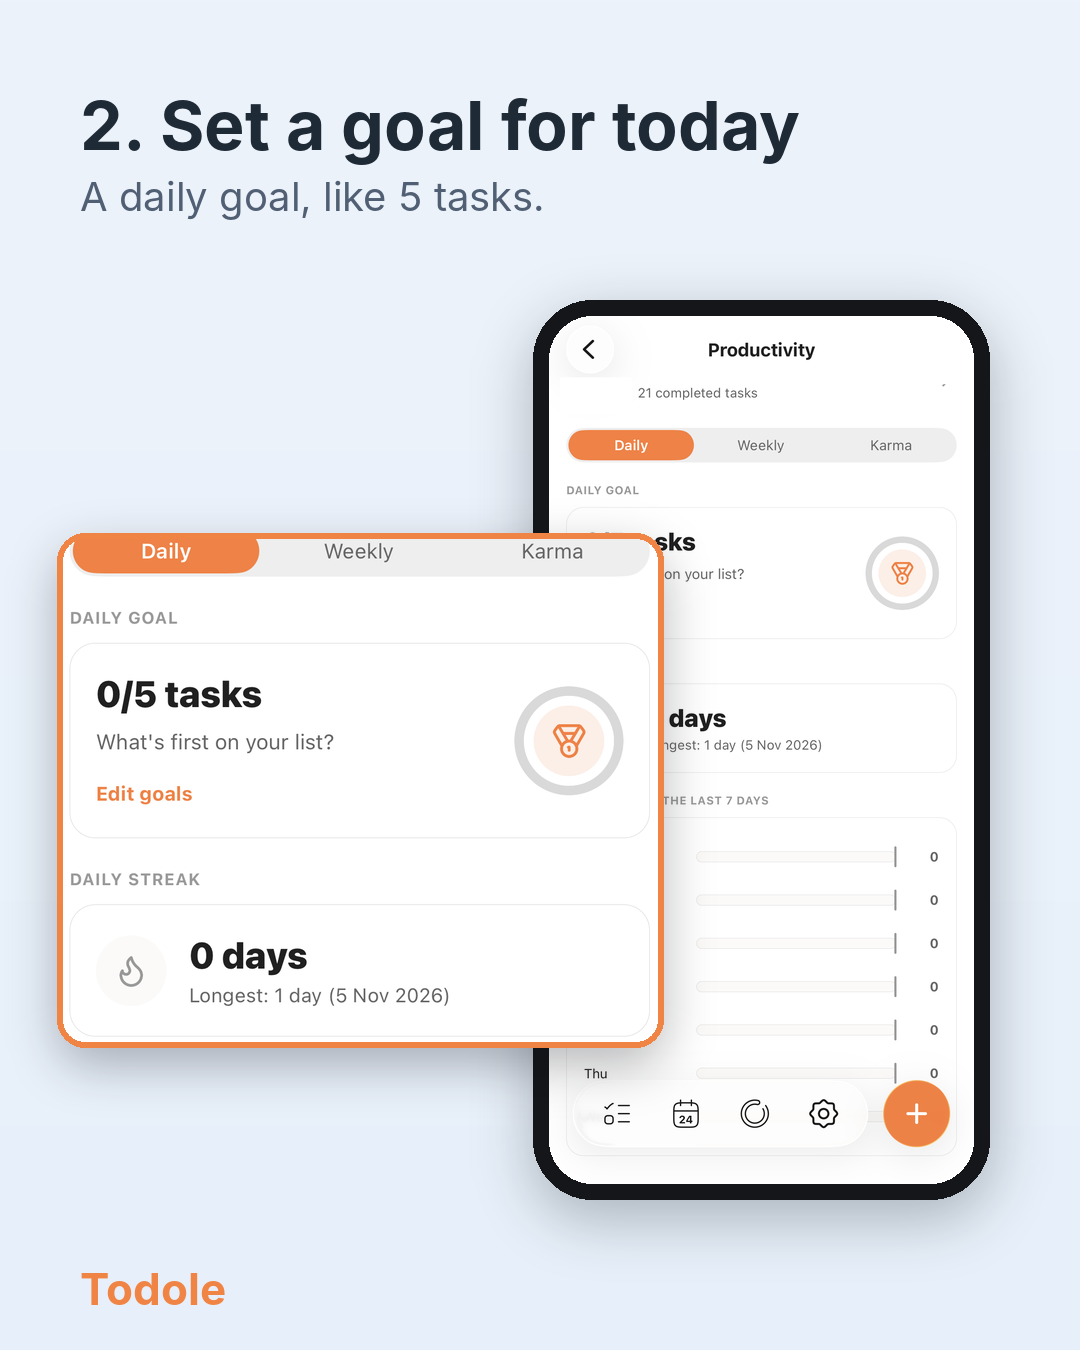 2. Set a goal for today
A daily goal, like 5 tasks.
Productivity
21 completed tasks
Daily Weekly Karma
DAILY GOAL
on your list?
days
1 day (5 Nov 2026)
THE LAST 7 DAYS
0
0
0
0
0
Thu 0
24
Daily Weekly Karma
DAILY GOAL
0/5 tasks
What's first on your list?
Edit goals
DAILY STREAK
0 days
Longest: 1 day (5 Nov 2026)
Todole